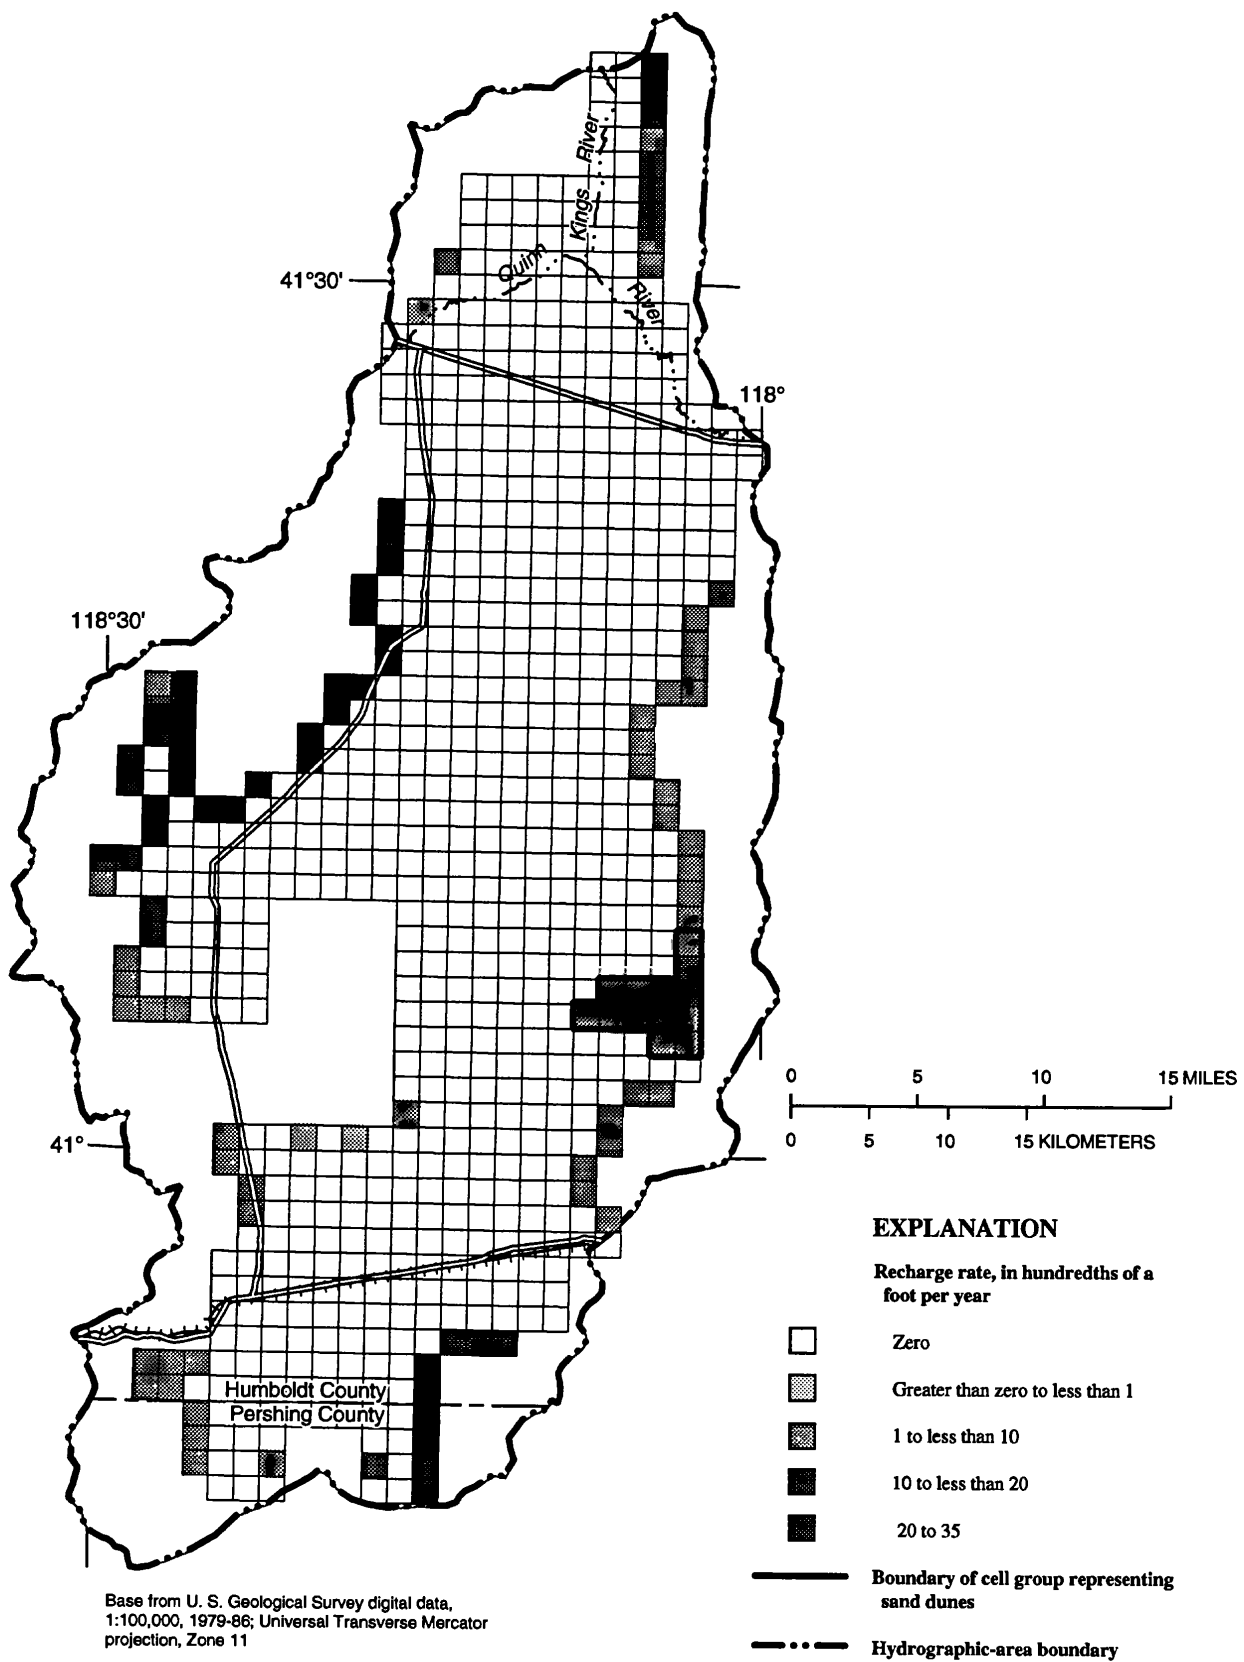 Kings River
Quinn River
41°30'
118°
118°30'
0 5 10 15 MILES
0 5 10 15 KILOMETERS
41°
EXPLANATION
Recharge rate, in hundredths of a
foot per year
Zero
Greater than zero to less than 1
1 to less than 10
10 to less than 20
20 to 35
Boundary of cell group representing
sand dunes
Hydrographic-area boundary
Humboldt County
Pershing County
Base from U. S. Geological Survey digital data,
1:100,000, 1979-86; Universal Transverse Mercator
projection, Zone 11